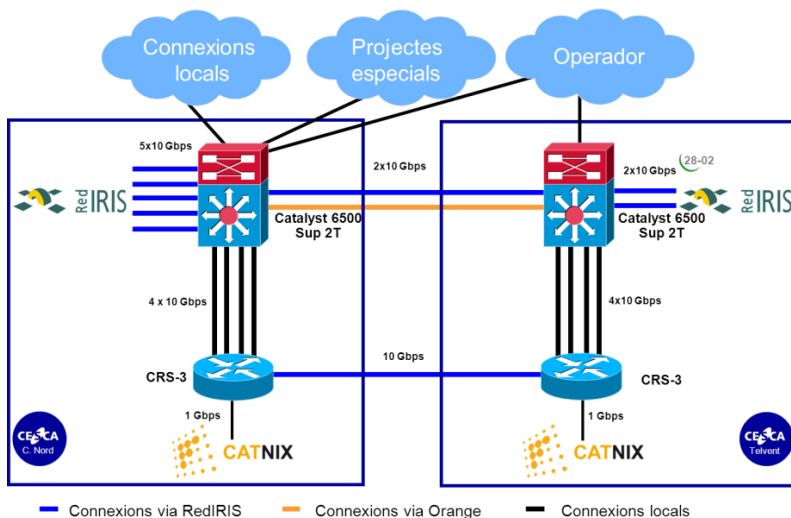 Connexions
locals
Projectes
especials
Operador
5x10 Gbps
2x10 Gbps
2x10 Gbps
28-02
Red IRIS
Red IRIS
Catalyst 6500
Sup 2T
Catalyst 6500
Sup 2T
4 x 10 Gbps
4x10 Gbps
10 Gbps
CRS-3
CRS-3
1 Gbps
1 Gbps
CESCA
C. Nord
CATNIX
CATNIX
CESCA
Telvent
Connexions via RedIRIS
Connexions via Orange
Connexions locals